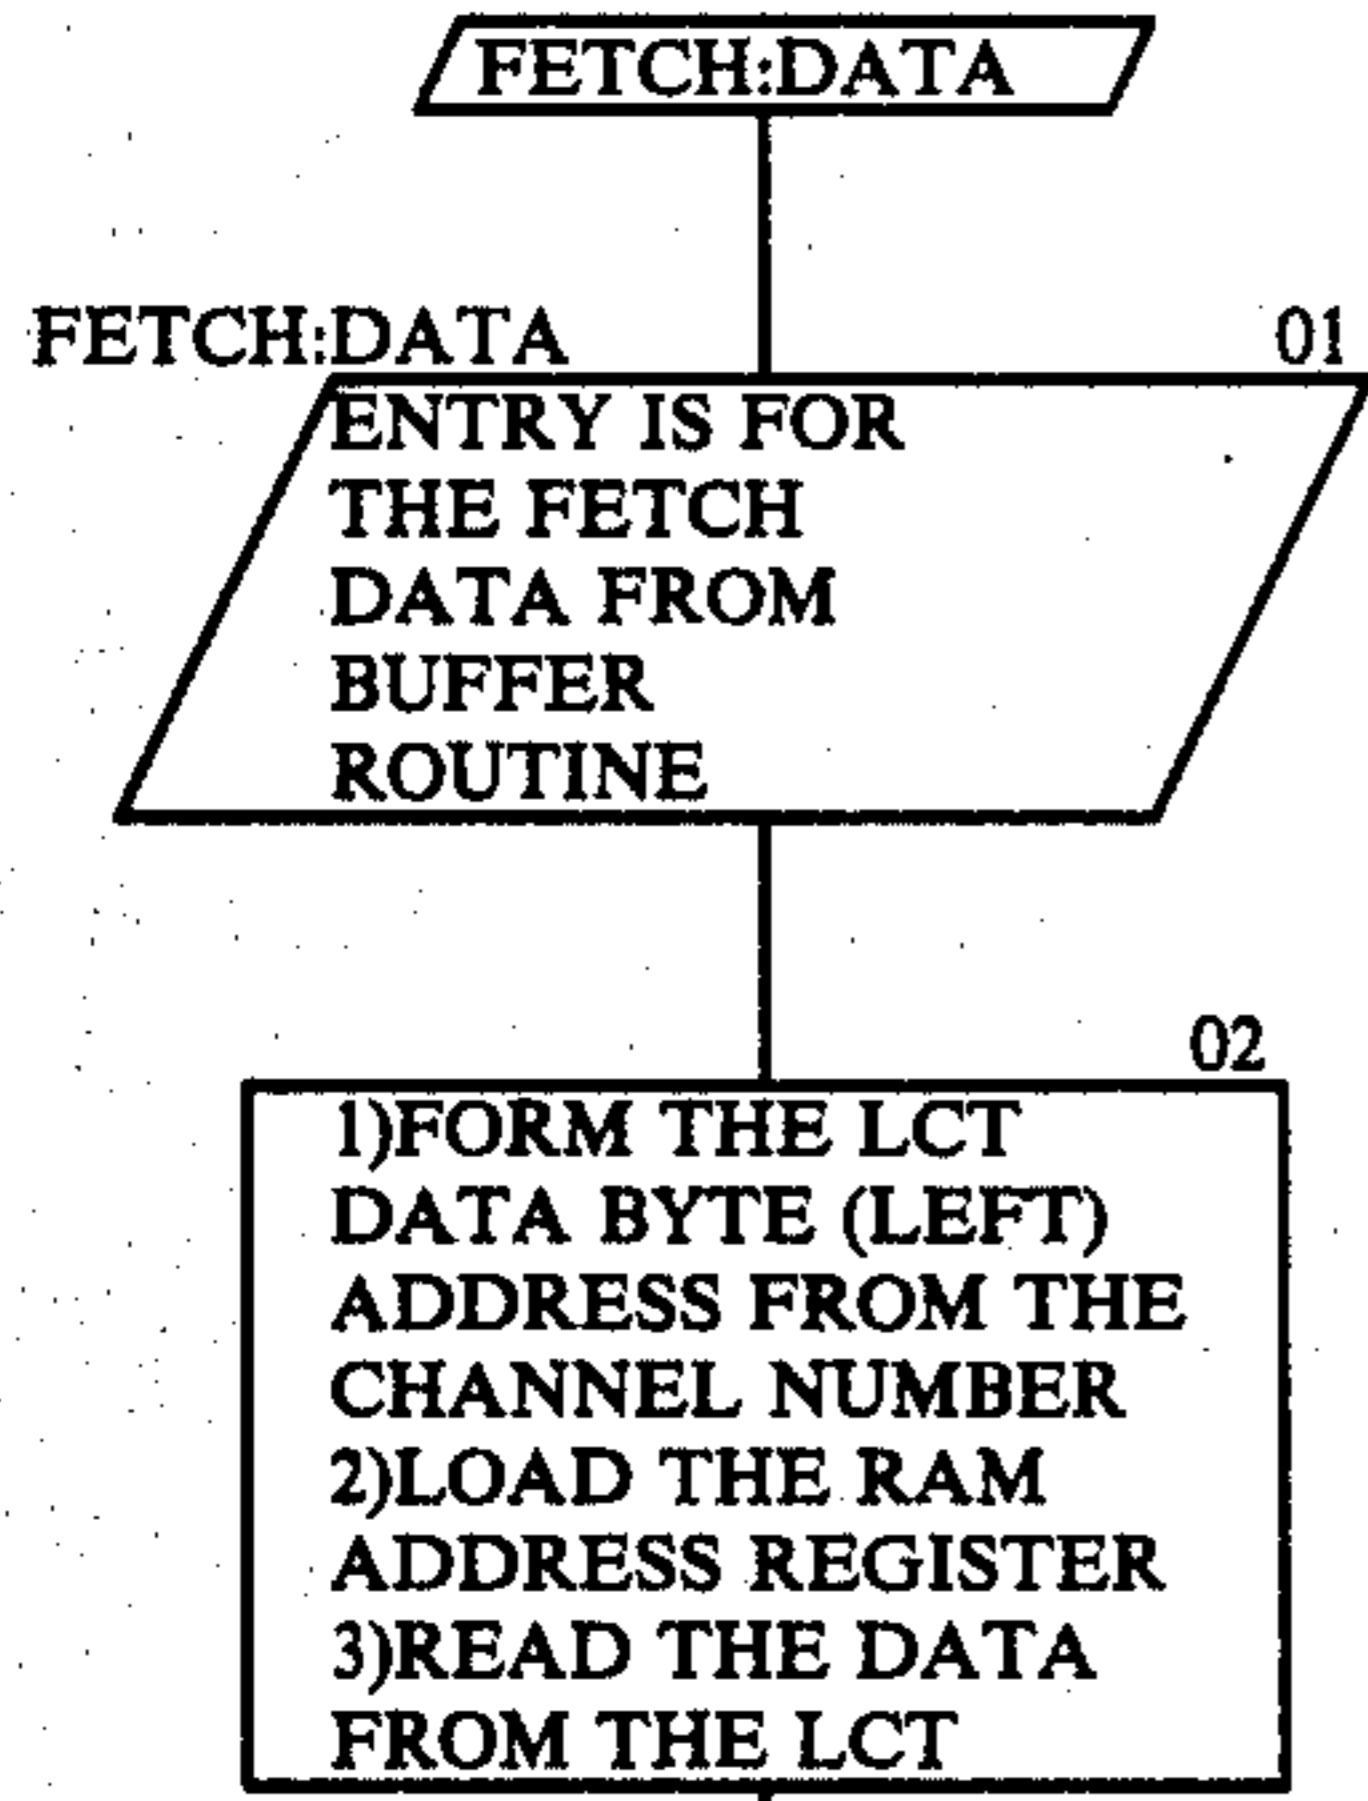 FETCH:DATA
FETCH:DATA 01
ENTRY IS FOR
THE FETCH
DATA FROM
BUFFER
ROUTINE
02
1)FORM THE LCT
DATA BYTE (LEFT)
ADDRESS FROM THE
CHANNEL NUMBER
2)LOAD THE RAM
ADDRESS REGISTER
3)READ THE DATA
FROM THE LCT